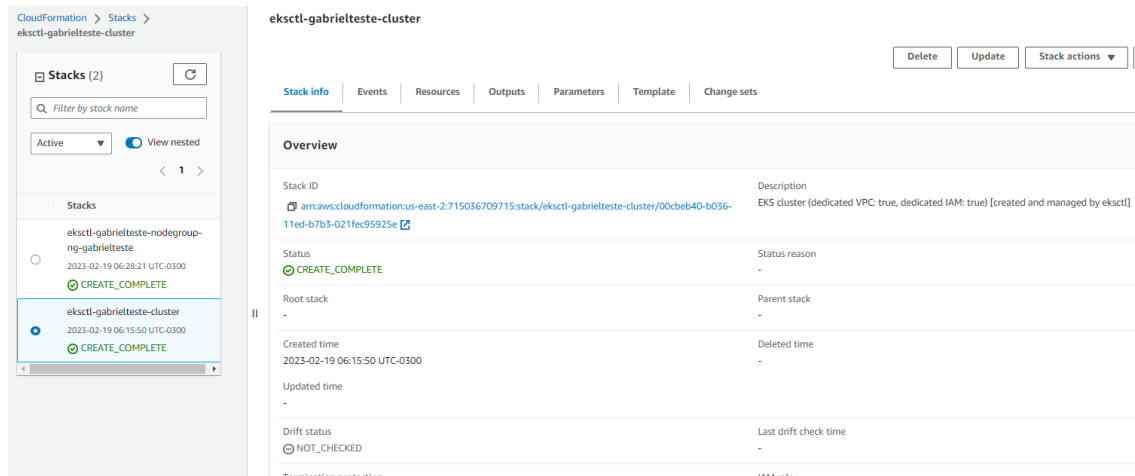 CloudFormation > Stacks >
eksctl-gabrielteste-cluster
Stacks (2)
Filter by stack name
Active
View nested
< 1 >
Stacks
eksctl-gabrielteste-nodegroup-
ng-gabrielteste
2023-02-19 06:28:21 UTC-0300
CREATE_COMPLETE
eksctl-gabrielteste-cluster
2023-02-19 06:15:50 UTC-0300
CREATE_COMPLETE
eksctl-gabrielteste-cluster
Delete
Update
Stack actions
Stack info
Events
Resources
Outputs
Parameters
Template
Change sets
Overview
Stack ID
arn:aws:cloudformation:us-east-2:715036709715:stack/eksctl-gabrielteste-cluster/00cbeb40-b036-
11ed-b7b3-021fec95925e
Description
EKS cluster (dedicated VPC: true, dedicated IAM: true) [created and managed by eksctl]
Status
CREATE_COMPLETE
Status reason
-
Root stack
-
Parent stack
-
Created time
2023-02-19 06:15:50 UTC-0300
Deleted time
-
Updated time
-
Drift status
NOT_CHECKED
Last drift check time
-
Termination protection
IAM role